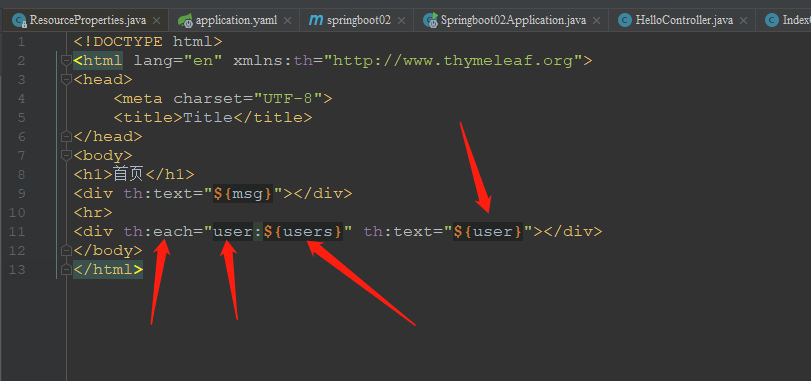 ResourceProperties.java × application.yaml × springboot02 × Springboot02Application.java × HelloController.java × Index
1 <!DOCTYPE html>
2 <html lang="en" xmlns:th="http://www.thymeleaf.org">
3 <head>
4 <meta charset="UTF-8">
5 <title>Title</title>
6 </head>
7 <body>
8 <h1>首页</h1>
9 <div th:text="${msg}"></div>
10 <hr>
11 <div th:each="user:${users}" th:text="${user}"></div>
12 </body>
13 </html>